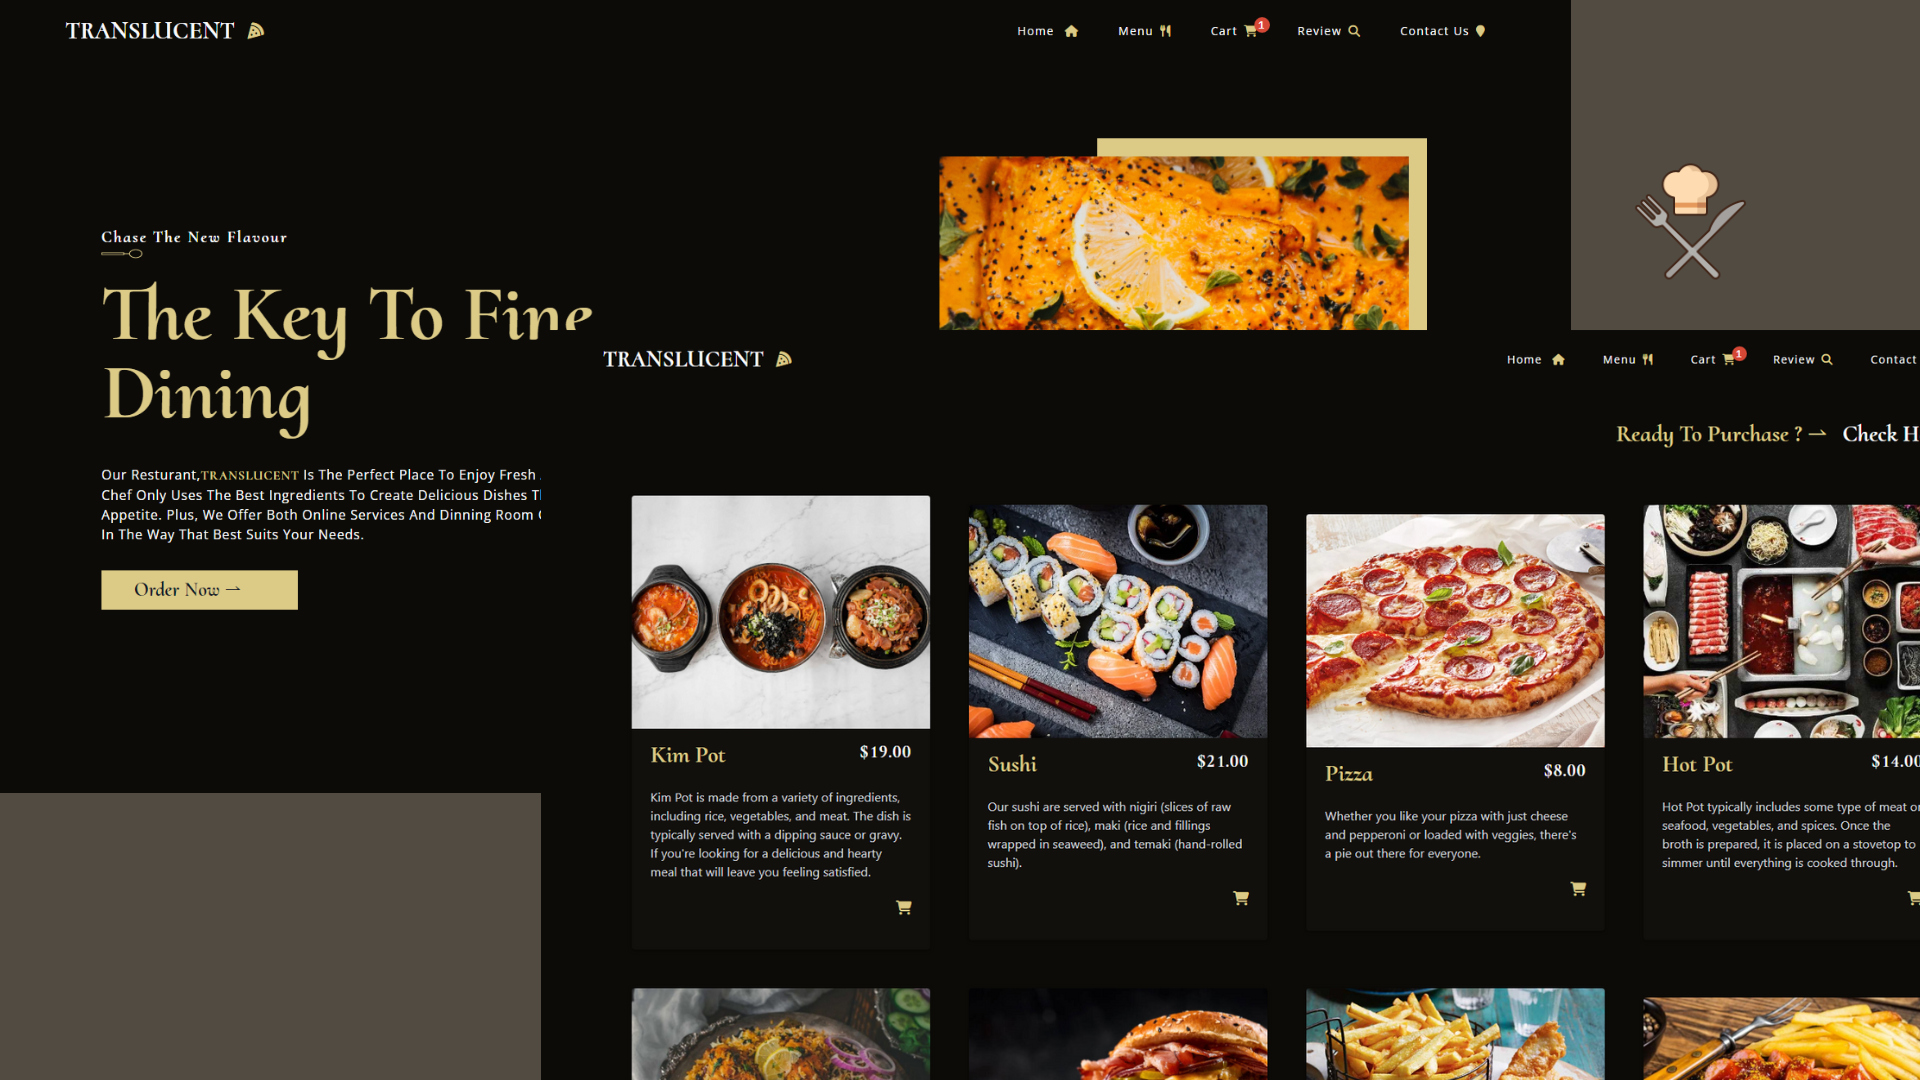 TRANSLUCENT
Home Menu Cart 1 Review Contact Us
Chase The New Flavour
The Key To Fine
Dining
Our Resturant,TRANSLUCENT Is The Perfect Place To Enjoy Fresh
Chef Only Uses The Best Ingredients To Create Delicious Dishes
Appetite. Plus, We Offer Both Online Services And Dinning Room
In The Way That Best Suits Your Needs.
Order Now
TRANSLUCENT
Home Menu Cart 1 Review Contact
Ready To Purchase ? Check H
Kim Pot $19.00
Kim Pot is made from a variety of ingredients,
including rice, vegetables, and meat. The dish is
typically served with a dipping sauce or gravy.
If you're looking for a delicious and hearty
meal that will leave you feeling satisfied.
Sushi $21.00
Our sushi are served with nigiri (slices of raw
fish on top of rice), maki (rice and fillings
wrapped in seaweed), and temaki (hand-rolled
sushi).
Pizza $8.00
Whether you like your pizza with just cheese
and pepperoni or loaded with veggies, there's
a pie out there for everyone.
Hot Pot $14.00
Hot Pot typically includes some type of meat or
seafood, vegetables, and spices. Once the
broth is prepared, it is placed on a stovetop to
simmer until everything is cooked through.